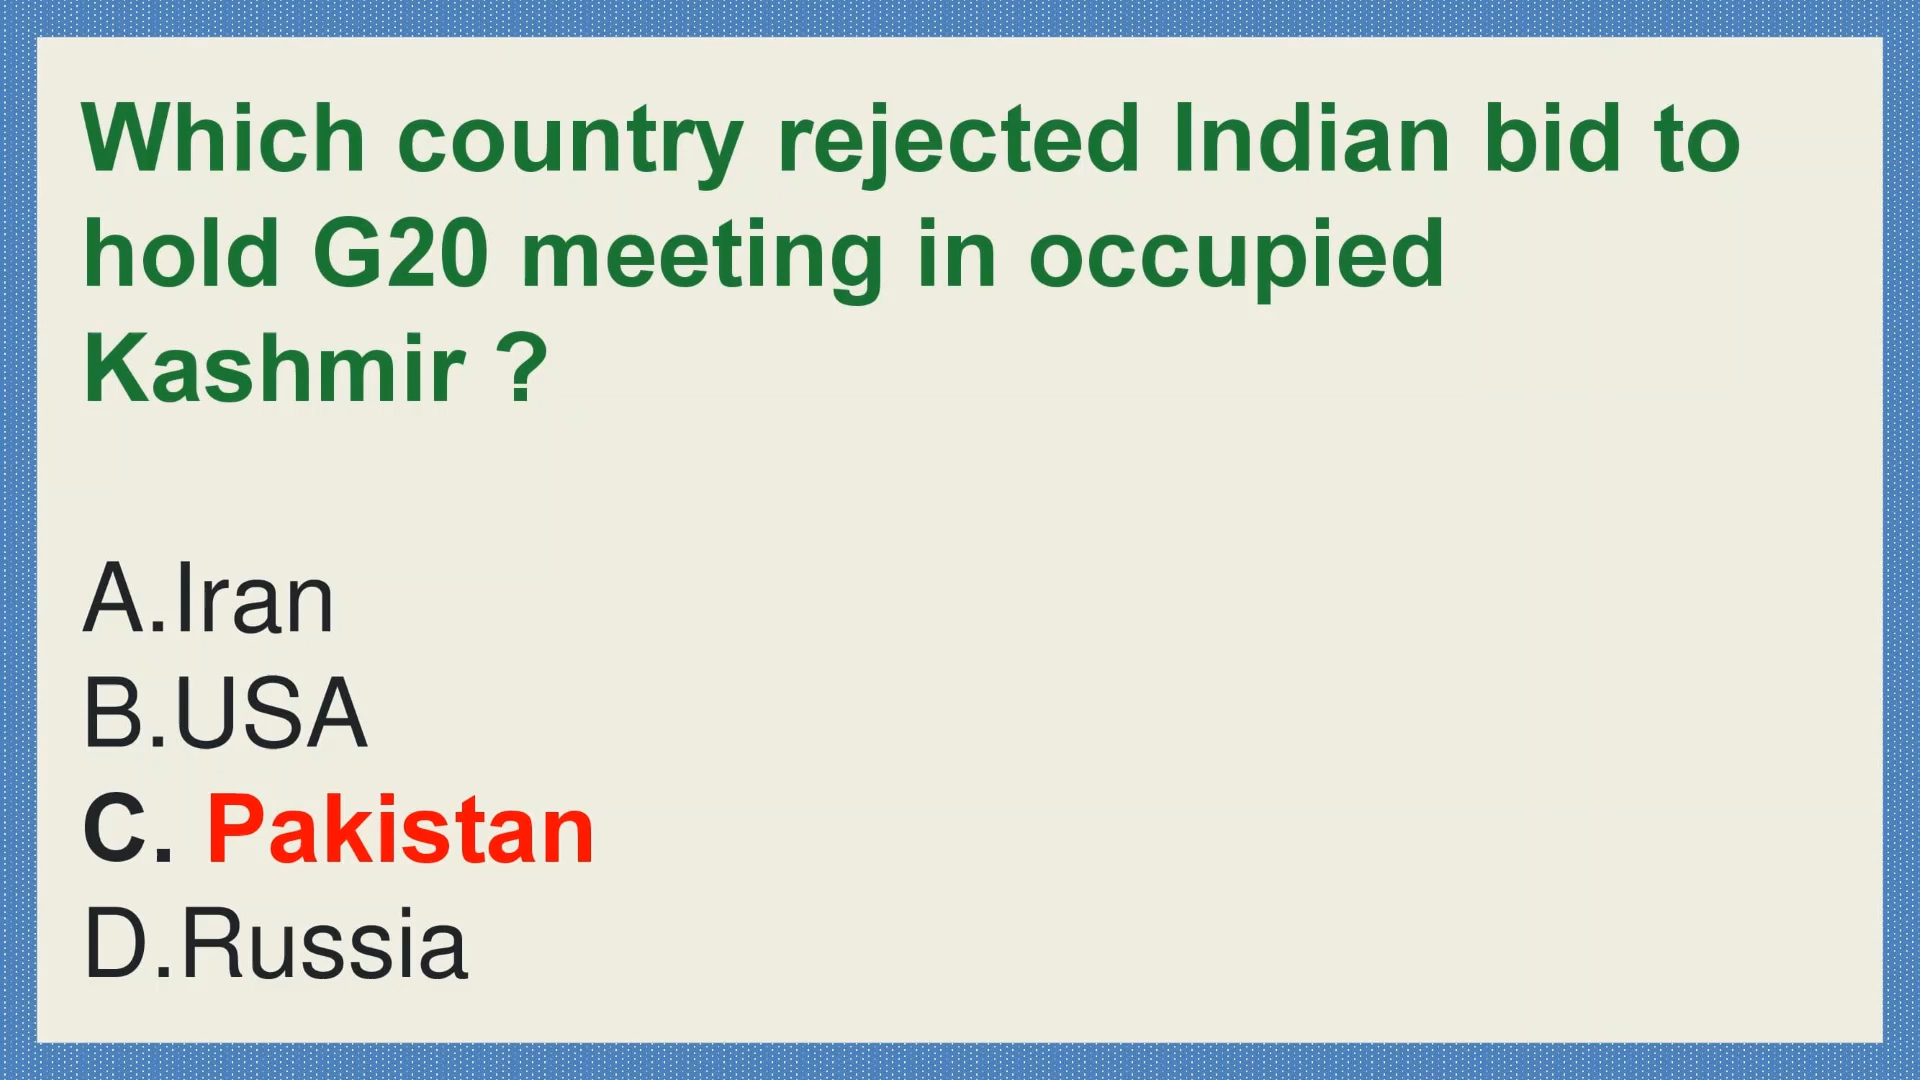 Which country rejected Indian bid to
hold G20 meeting in occupied
Kashmir ?
A.Iran
B.USA
C. Pakistan
D.Russia